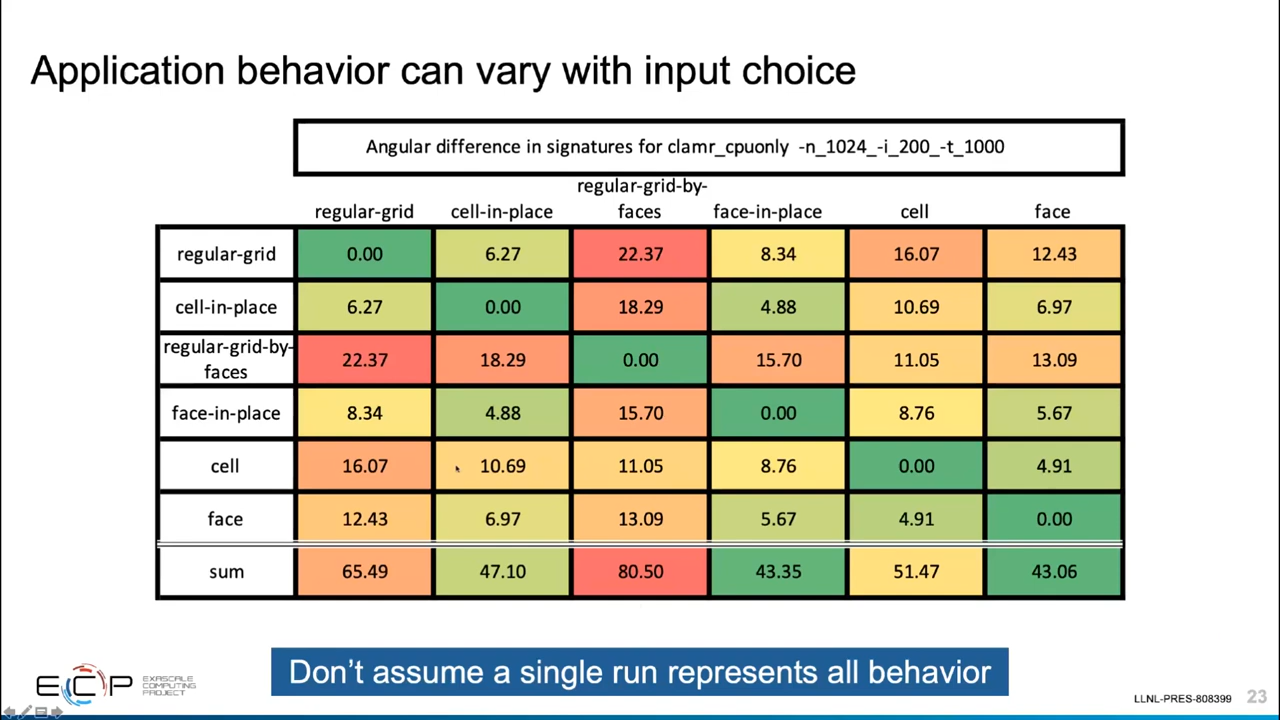 Application behavior can vary with input choice
Angular difference in signatures for clamr_cpuonly -n_1024_-i_200_-t_1000
regular-grid cell-in-place regular-grid-by-faces face-in-place cell face
regular-grid 0.00 6.27 22.37 8.34 16.07 12.43
cell-in-place 6.27 0.00 18.29 4.88 10.69 6.97
regular-grid-by-faces 22.37 18.29 0.00 15.70 11.05 13.09
face-in-place 8.34 4.88 15.70 0.00 8.76 5.67
cell 16.07 10.69 11.05 8.76 0.00 4.91
face 12.43 6.97 13.09 5.67 4.91 0.00
sum 65.49 47.10 80.50 43.35 51.47 43.06
Don't assume a single run represents all behavior
ECP
EXASCALE
COMPUTING
PROJECT
LLNL-PRES-808399 23